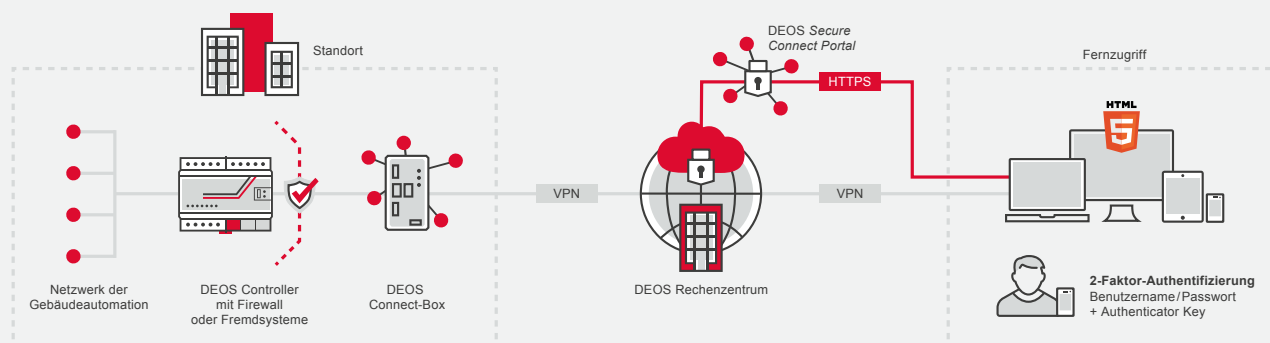 Standort
Netzwerk der
Gebäudeautomation
DEOS Controller
mit Firewall
oder Fremdsysteme
DEOS
Connect-Box
VPN
DEOS Secure
Connect Portal
HTTPS
DEOS Rechenzentrum
VPN
Fernzugriff
HTML
5
2-Faktor-Authentifizierung
Benutzername/Passwort
+ Authenticator Key